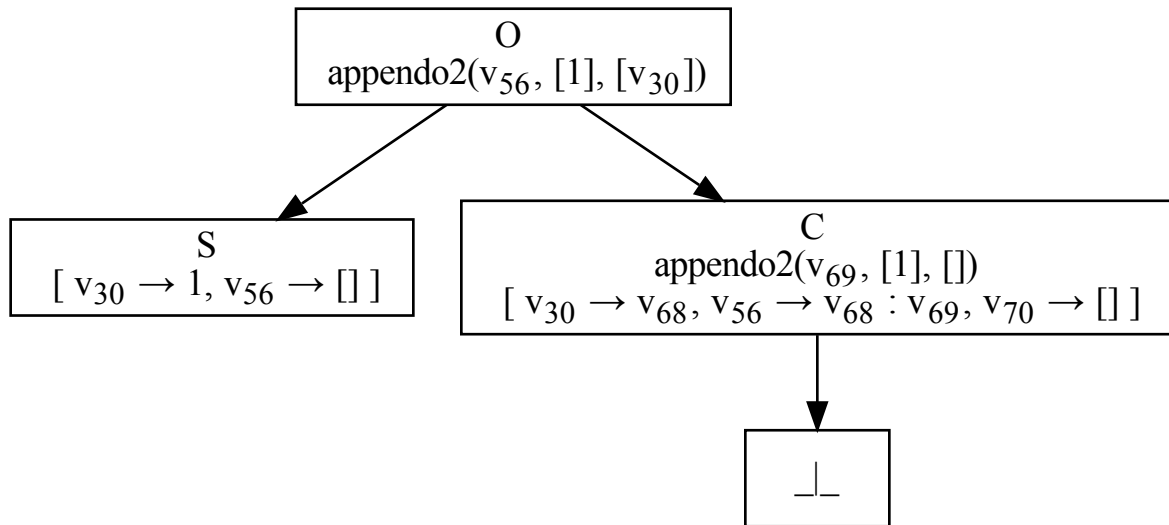 O
appendo2(v₅₆, [1], [v₃₀])
S
[ v₃₀ → 1, v₅₆ → [] ]
C
appendo2(v₆₉, [1], [])
[ v₃₀ → v₆₈, v₅₆ → v₆₈ : v₆₉, v₇₀ → [] ]
_|_